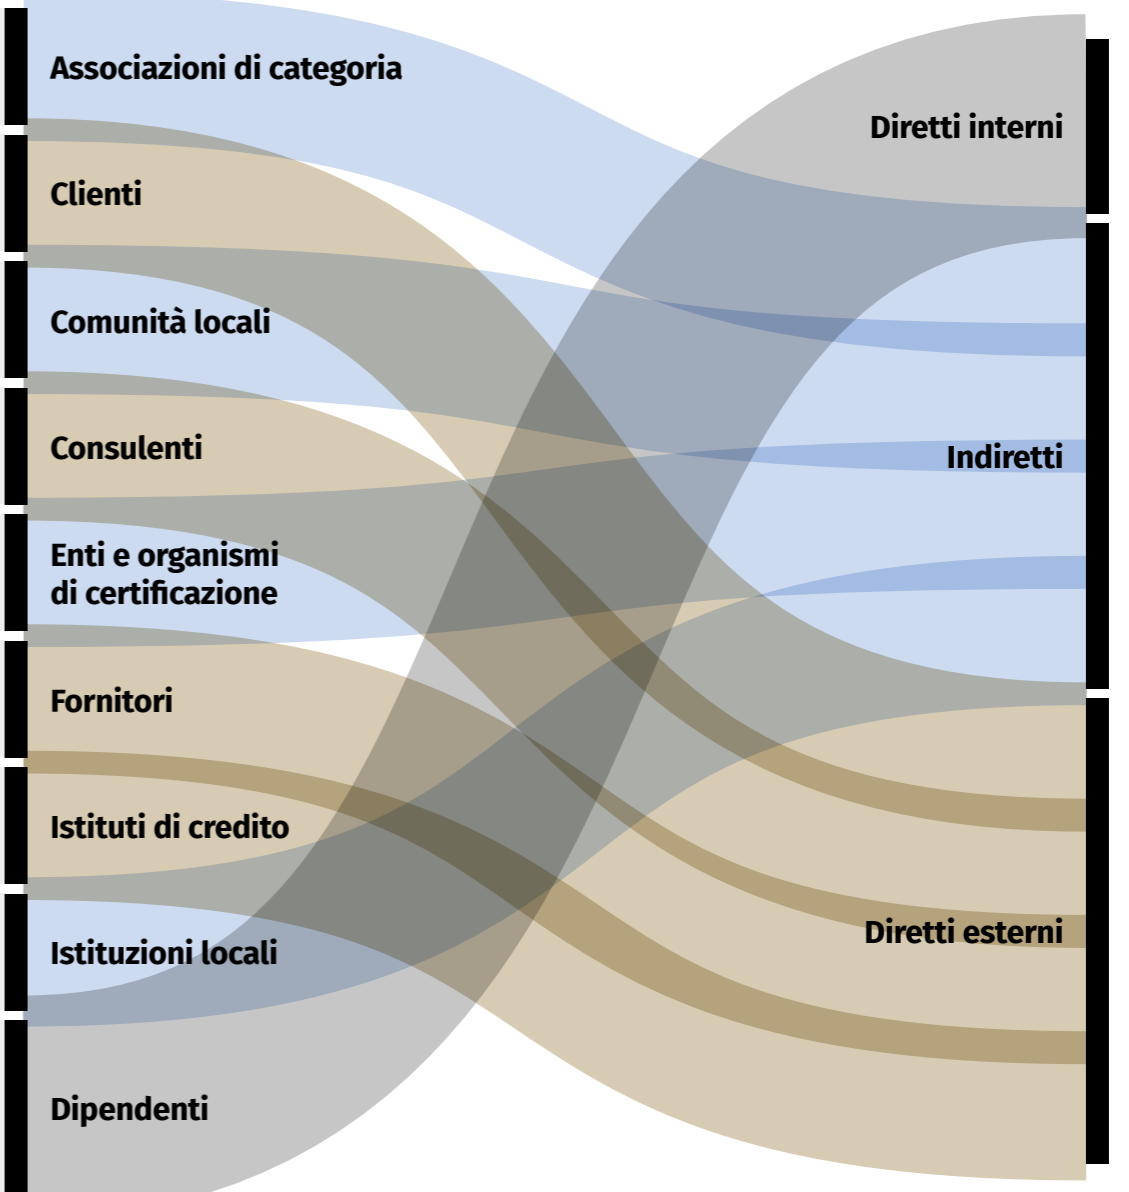 Associazioni di categoria
Clienti
Comunità locali
Consulenti
Enti e organismi
di certificazione
Fornitori
Istituti di credito
Istituzioni locali
Dipendenti
Diretti interni
Indiretti
Diretti esterni